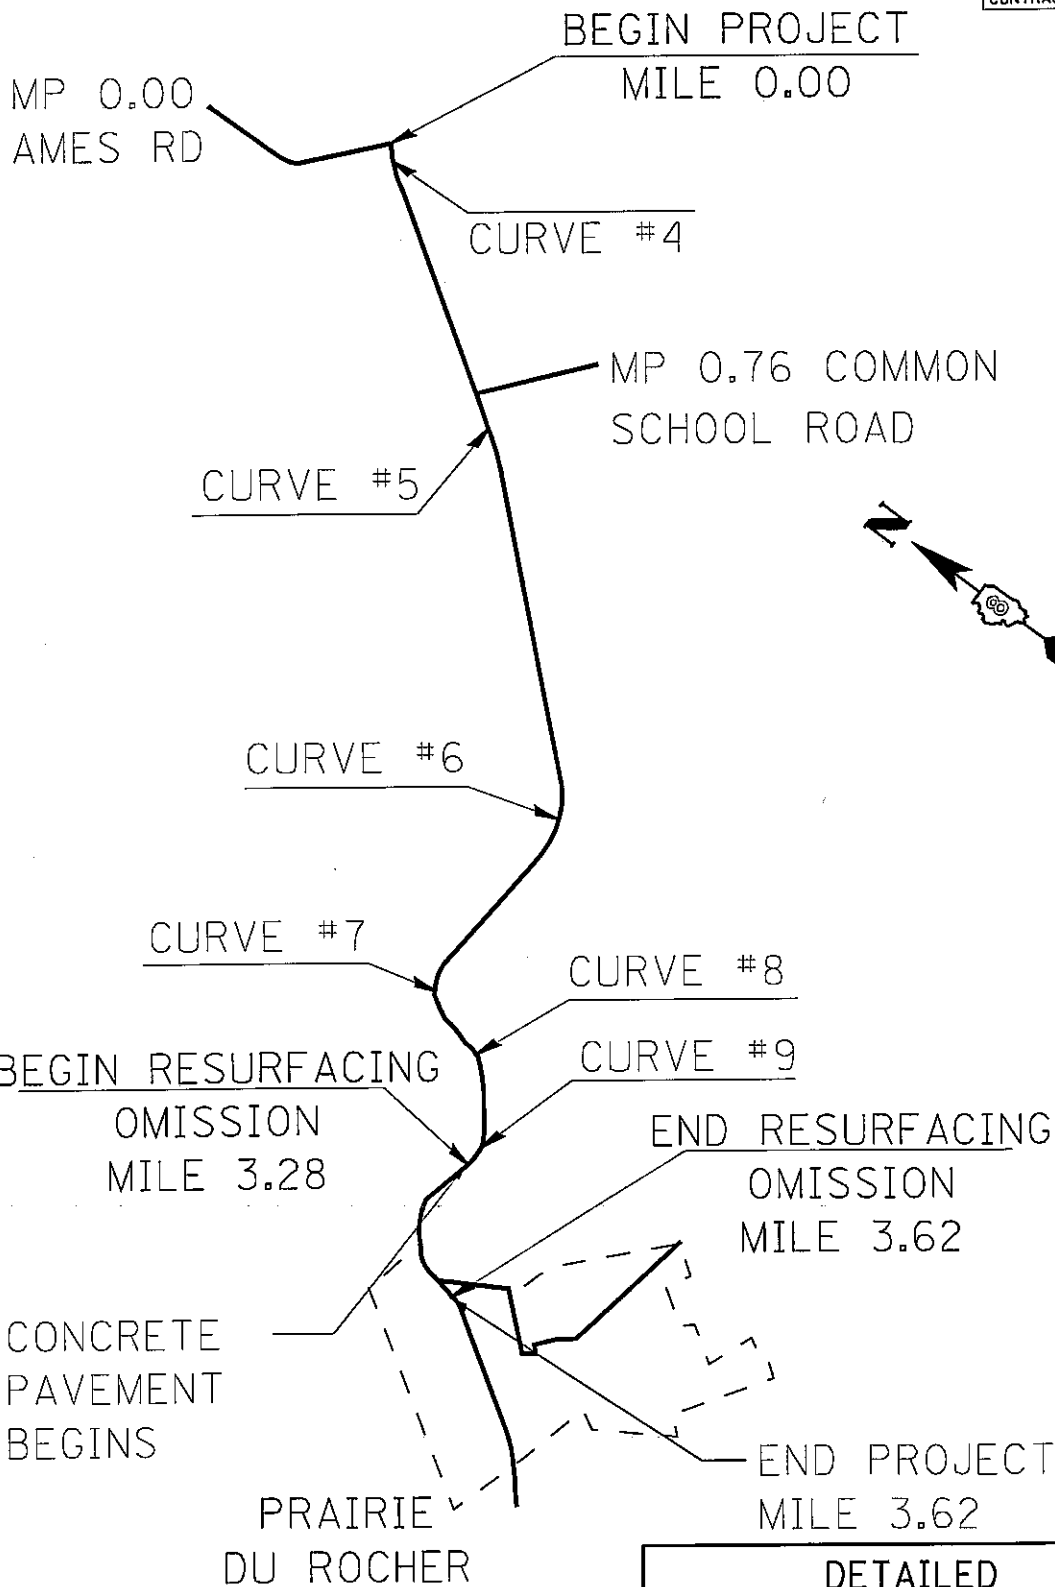 BEGIN PROJECT
MILE 0.00
MP 0.00
AMES RD
CURVE #4
MP 0.76 COMMON
SCHOOL ROAD
CURVE #5
N
CURVE #6
CURVE #7
CURVE #8
CURVE #9
BEGIN RESURFACING
OMISSION
MILE 3.28
END RESURFACING
OMISSION
MILE 3.62
CONCRETE
PAVEMENT
BEGINS
END PROJECT
MILE 3.62
PRAIRIE
DU ROCHER
DETAILED